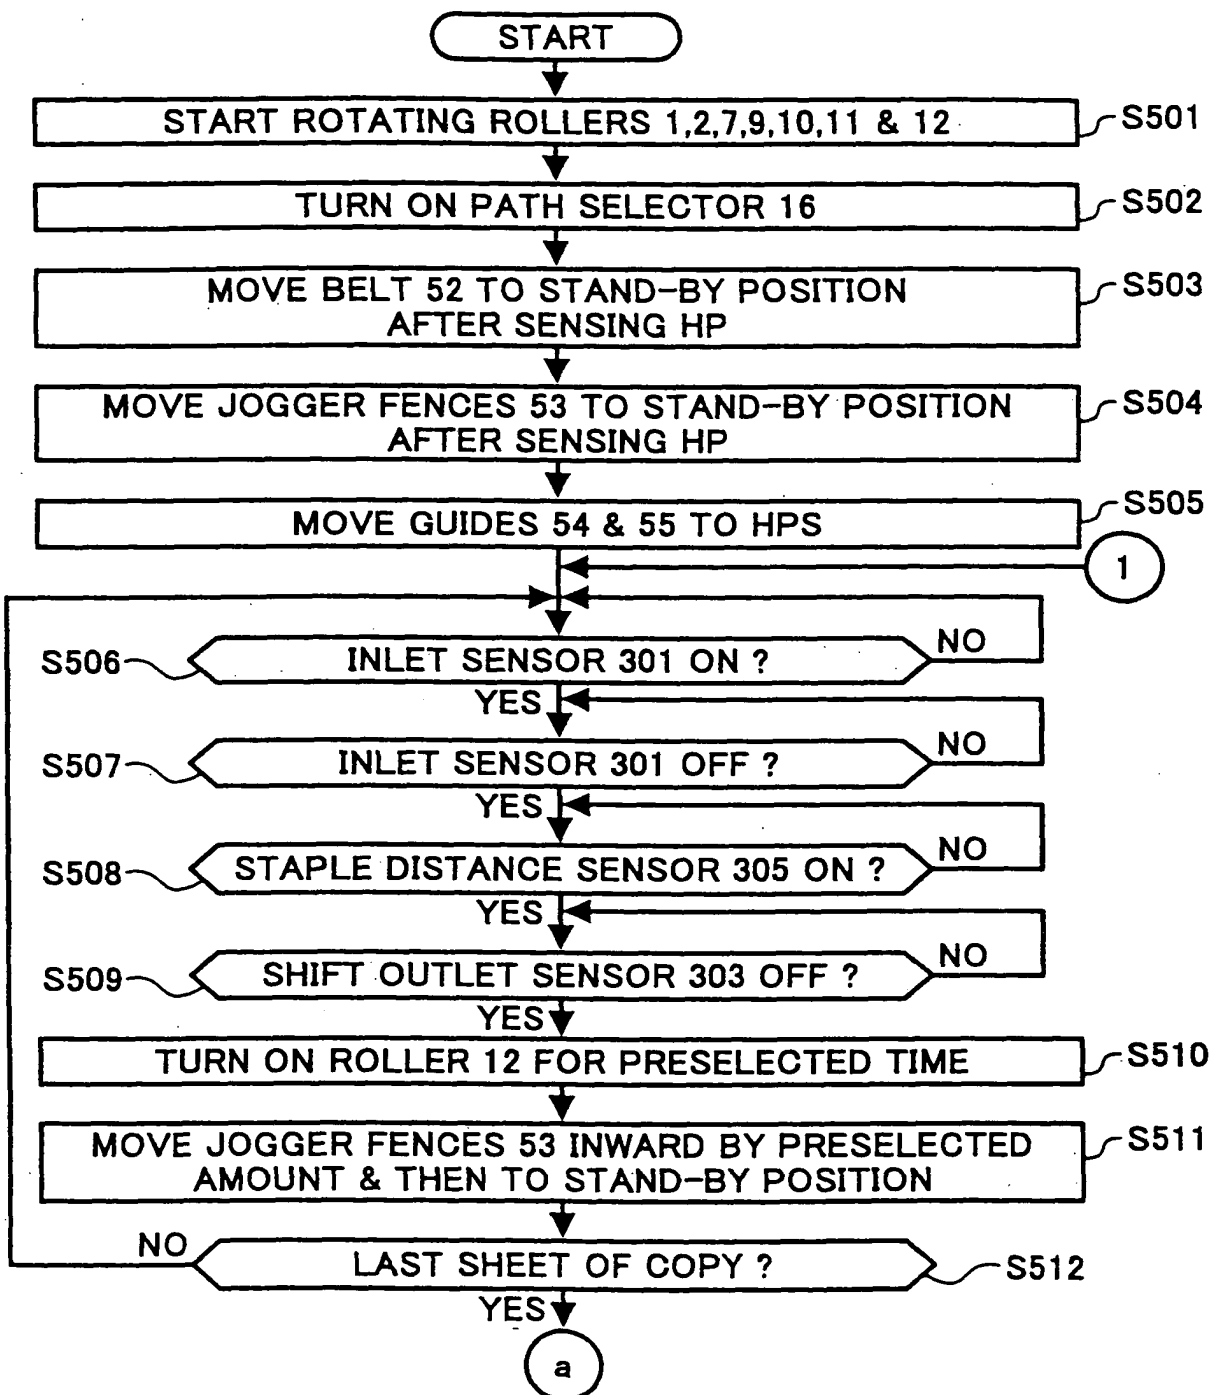 START
START ROTATING ROLLERS 1,2,7,9,10,11 & 12
S501
TURN ON PATH SELECTOR 16
S502
MOVE BELT 52 TO STAND-BY POSITION
AFTER SENSING HP
S503
MOVE JOGGER FENCES 53 TO STAND-BY POSITION
AFTER SENSING HP
S504
MOVE GUIDES 54 & 55 TO HPS
S505
1
S506
INLET SENSOR 301 ON ?
NO
YES
S507
INLET SENSOR 301 OFF ?
NO
YES
S508
STAPLE DISTANCE SENSOR 305 ON ?
NO
YES
S509
SHIFT OUTLET SENSOR 303 OFF ?
NO
YES
TURN ON ROLLER 12 FOR PRESELECTED TIME
S510
MOVE JOGGER FENCES 53 INWARD BY PRESELECTED
AMOUNT & THEN TO STAND-BY POSITION
S511
NO
LAST SHEET OF COPY ?
S512
YES
a